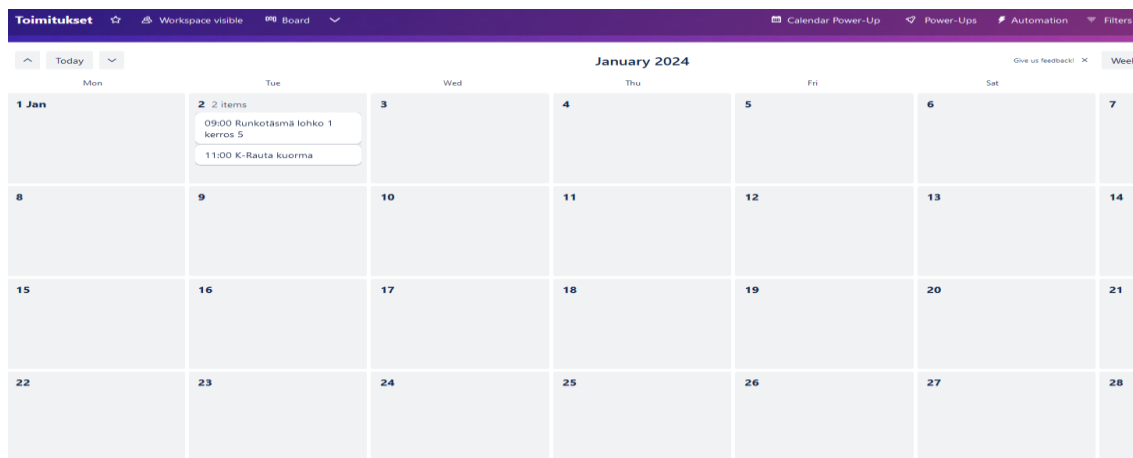 Toimitukset Workspace visible Board Calendar Power-Up Power-Ups Automation Filters
Today January 2024 Give us feedback! ✕
Mon Tue Wed Thu Fri Sat
1 Jan 2 2 items 3 4 5 6 7
09:00 Runkotäsmä lohko 1
kerros 5
11:00 K-Rauta kuorma
8 9 10 11 12 13 14
15 16 17 18 19 20 21
22 23 24 25 26 27 28